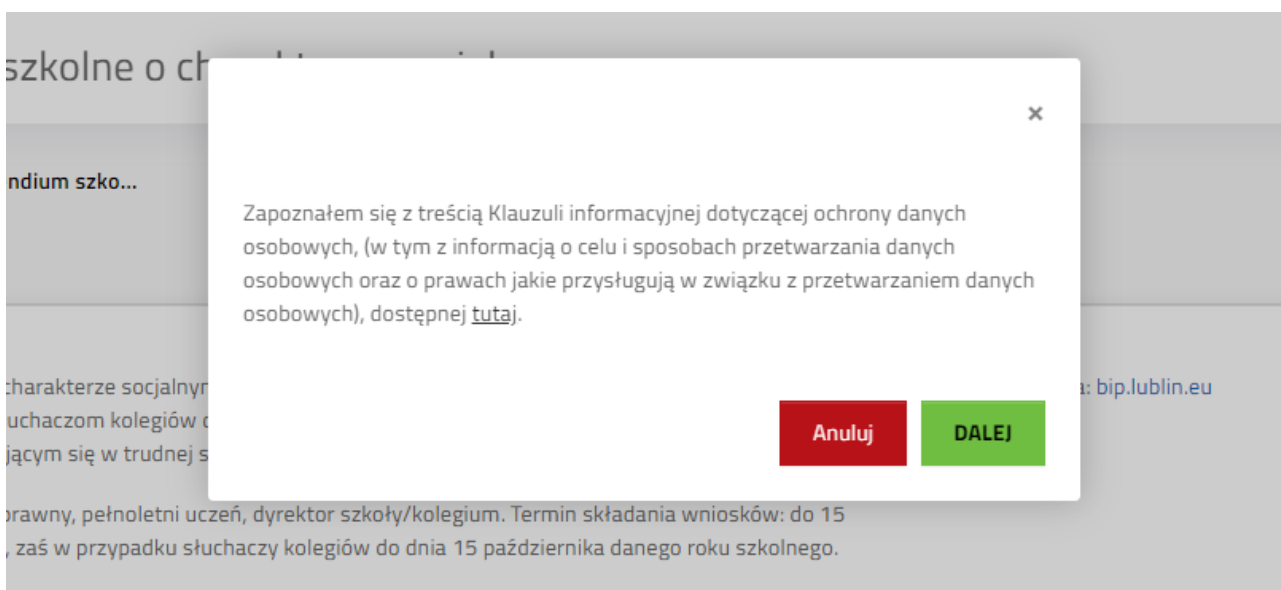 szkolne o ch
×
ndium szko...
Zapoznałem się z treścią Klauzuli informacyjnej dotyczącej ochrony danych
osobowych, (w tym z informacją o celu i sposobach przetwarzania danych
osobowych oraz o prawach jakie przysługują w związku z przetwarzaniem danych
osobowych), dostępnej tutaj.
charakterze socjalnym
: bip.lublin.eu
uchaczom kolegiów
jącym się w trudnej s
Anuluj DALEJ
prawny, pełnoletni uczeń, dyrektor szkoły/kolegium. Termin składania wniosków: do 15
, zaś w przypadku słuchaczy kolegiów do dnia 15 października danego roku szkolnego.